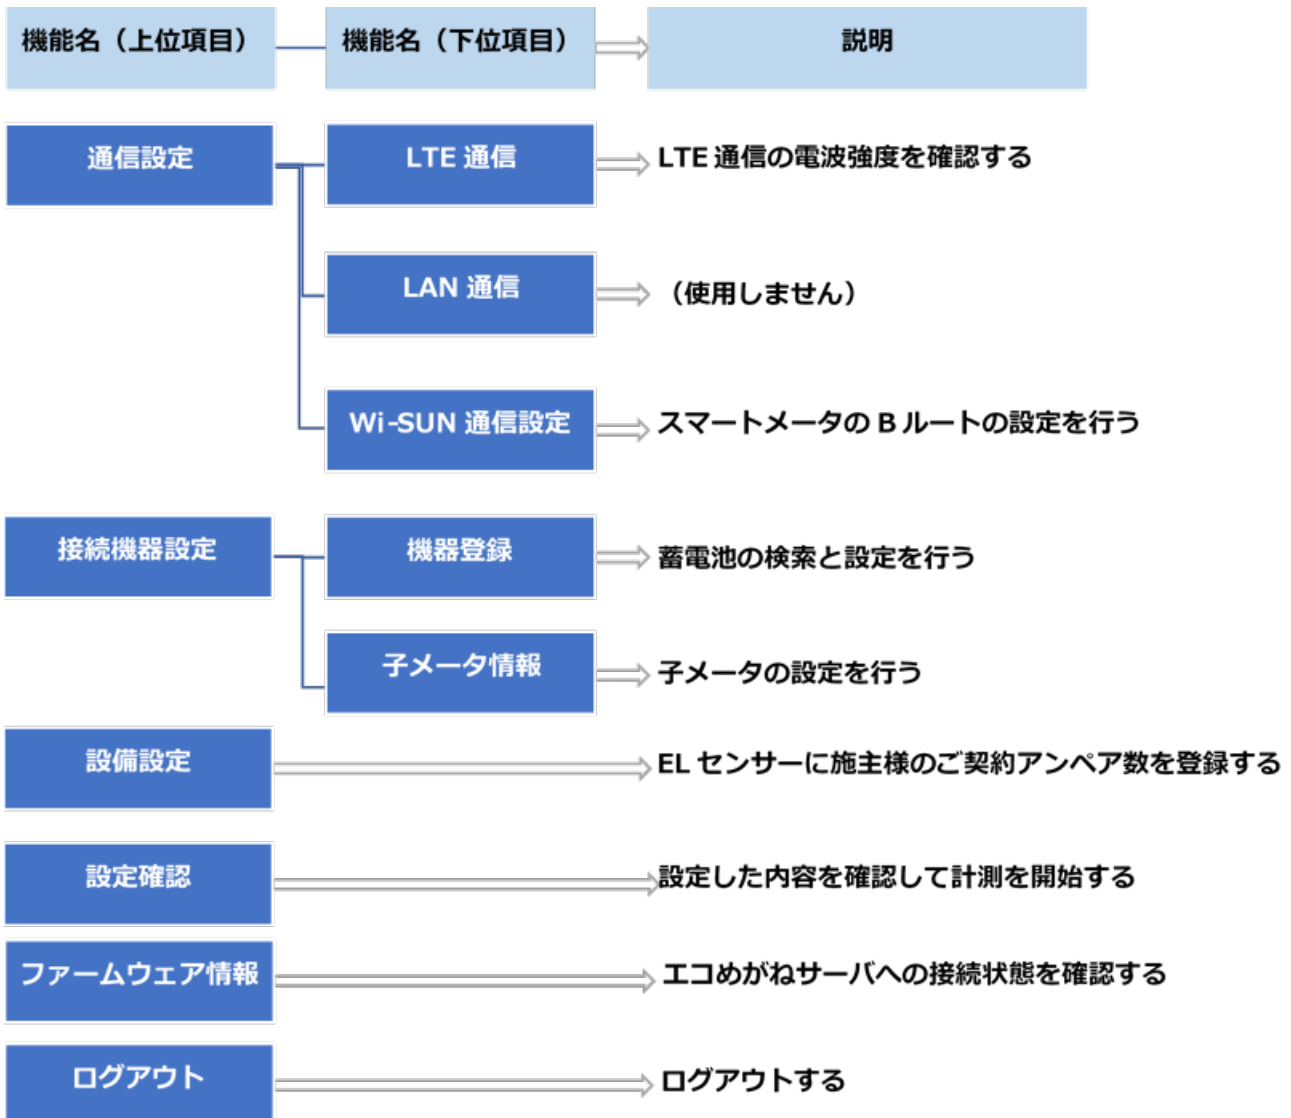 機能名（上位項目） 機能名（下位項目） 説明
通信設定 LTE 通信 LTE 通信の電波強度を確認する
LAN 通信 （使用しません）
Wi-SUN 通信設定 スマートメータの B ルートの設定を行う
接続機器設定 機器登録 蓄電池の検索と設定を行う
子メータ情報 子メータの設定を行う
設備設定 EL センサーに施主様のご契約アンペア数を登録する
設定確認 設定した内容を確認して計測を開始する
ファームウェア情報 エコめがねサーバへの接続状態を確認する
ログアウト ログアウトする